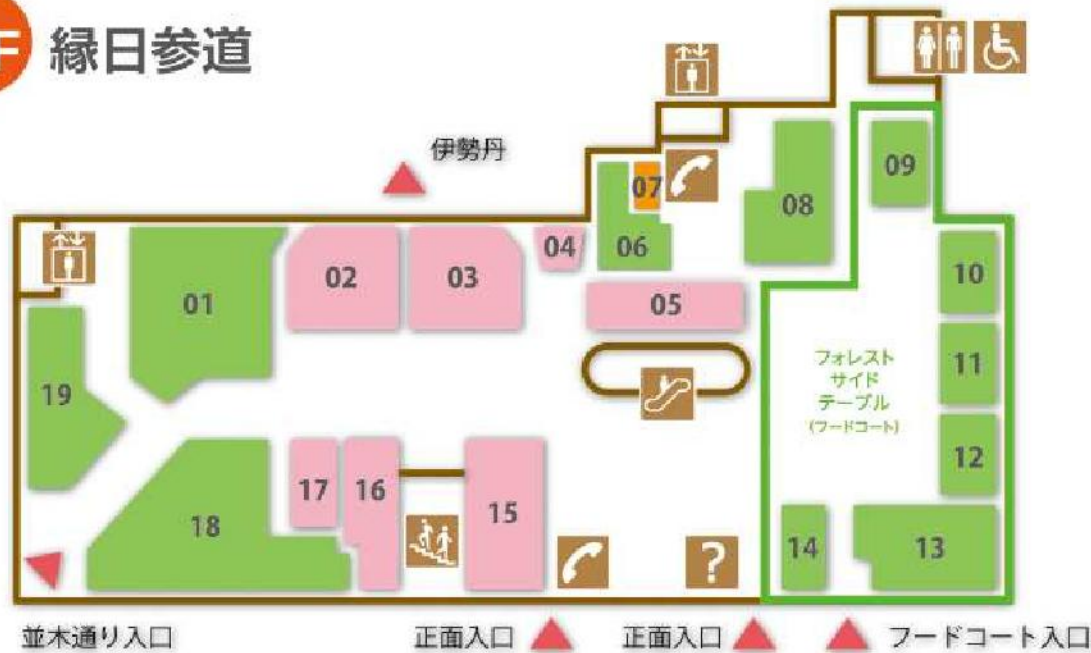 F 縁日参道
伊勢丹
07
09
08
04
06
02
03
10
01
05
フォレスト
サイド
テーブル
(フードコート)
11
19
12
17
16
15
18
14
13
?
並木通り入口
正面入口
正面入口
フードコート入口